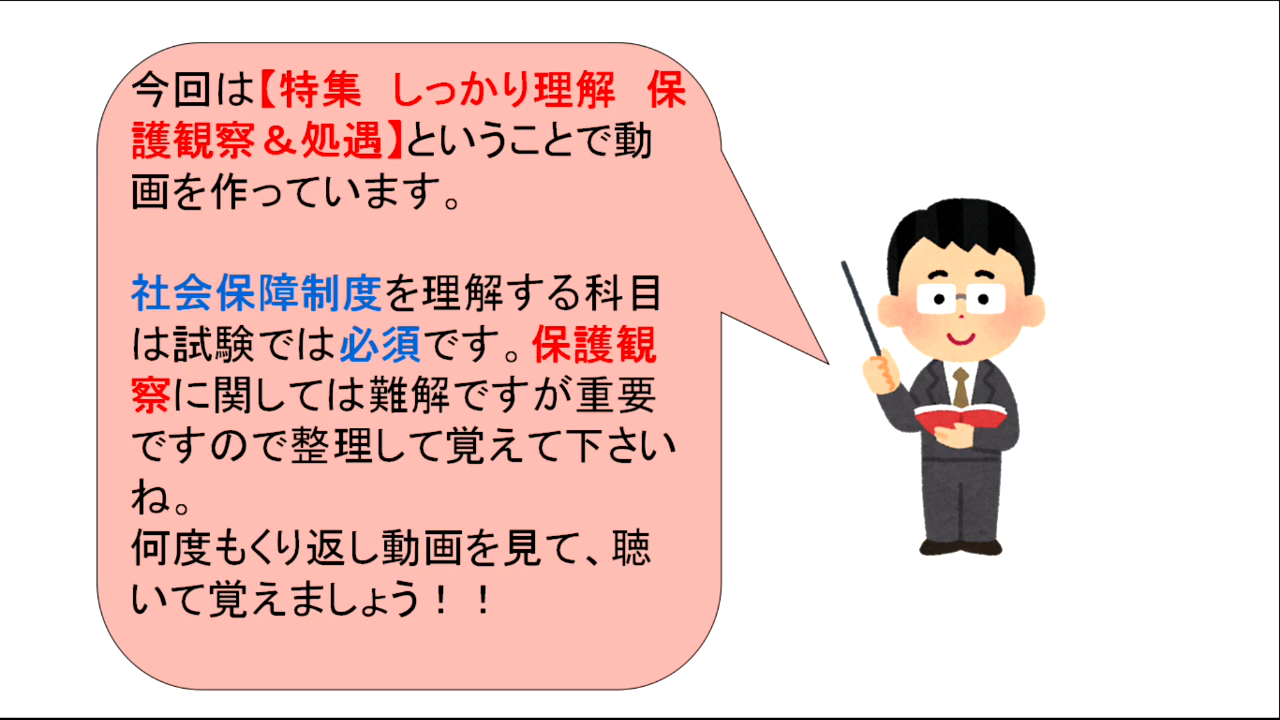 今回は【特集　しっかり理解　保
護観察＆処遇】ということで動
画を作っています。
社会保障制度を理解する科目
は試験では必須です。保護観
察に関しては難解ですが重要
ですので整理して覚えて下さい
ね。
何度もくり返し動画を見て、聴
いて覚えましょう！！